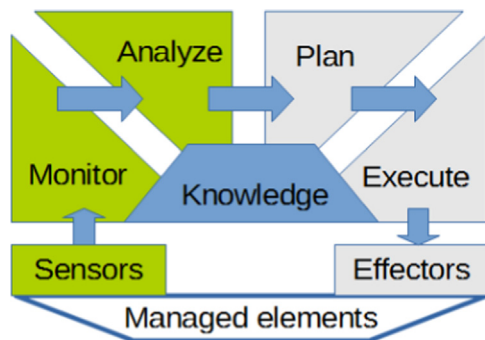 Analyze
Plan
Monitor
Knowledge
Execute
Sensors
Effectors
Managed elements